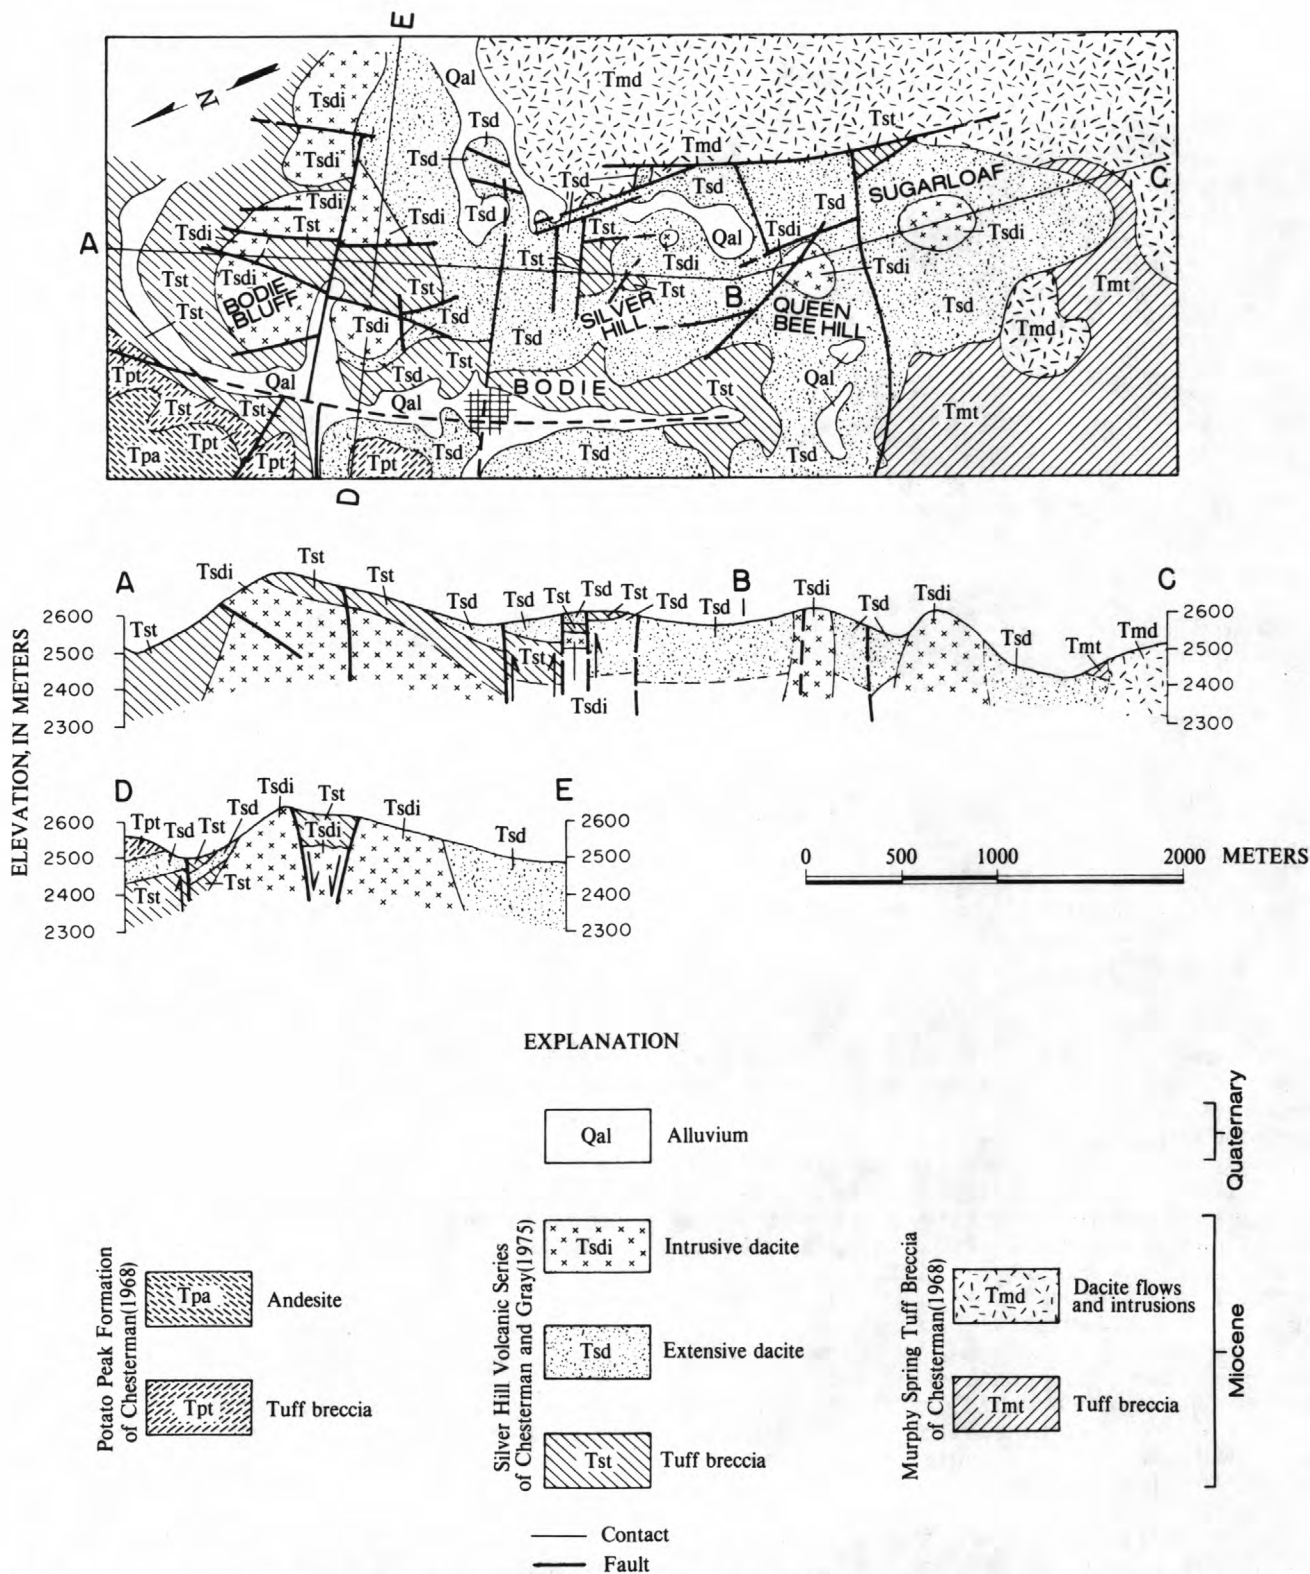 E
N
Qal
Tmd
Tsdi
Tsd
Tst
Tsdi
Tmd
Tsd
Tsd
Tsd
SUGARLOAF
C
Tsdi
Tsdi
Tsd
Tst
Tsd
Qal
Tsdi
Tsdi
A
Tsdi
Tst
Tst
Tsdi
Tsdi
Tst
Tsdi
BODIE
BLUFF
Tst
Tst
B
Tsd
Tmt
Tst
Tsdi
Tsd
Tsd
SILVER
HILL
QUEEN
BEE HILL
Tmd
Tpt
Qal
Tsd
Tst
BODIE
Tst
Qal
Tmt
Tst
Tst
Qal
Tpt
Tpa
Tpt
Tpt
Tsd
Tsd
Tsd
D
A
B
C
Tst
Tsdi
Tst
Tst
Tsd
Tsd
Tst
Tsd
Tst
Tsd
Tsd
Tsdi
Tsd
Tsdi
Tsd
Tmt
Tmd
Tst
Tsdi
2600
2500
2400
2300
2600
2500
2400
2300
ELEVATION, IN METERS
D
E
Tpt
Tsd
Tst
Tsd
Tsdi
Tst
Tsdi
Tsdi
Tsd
Tst
Tst
2600
2500
2400
2300
2600
2500
2400
2300
0 500 1000 2000 METERS
EXPLANATION
Qal Alluvium
Quaternary
Potato Peak Formation
of Chesterman(1968)
Tpa Andesite
Tpt Tuff breccia
Silver Hill Volcanic Series
of Chesterman and Gray(1975)
Tsdi Intrusive dacite
Tsd Extensive dacite
Tst Tuff breccia
Murphy Spring Tuff Breccia
of Chesterman(1968)
Tmd Dacite flows
and intrusions
Tmt Tuff breccia
Miocene
Contact
Fault